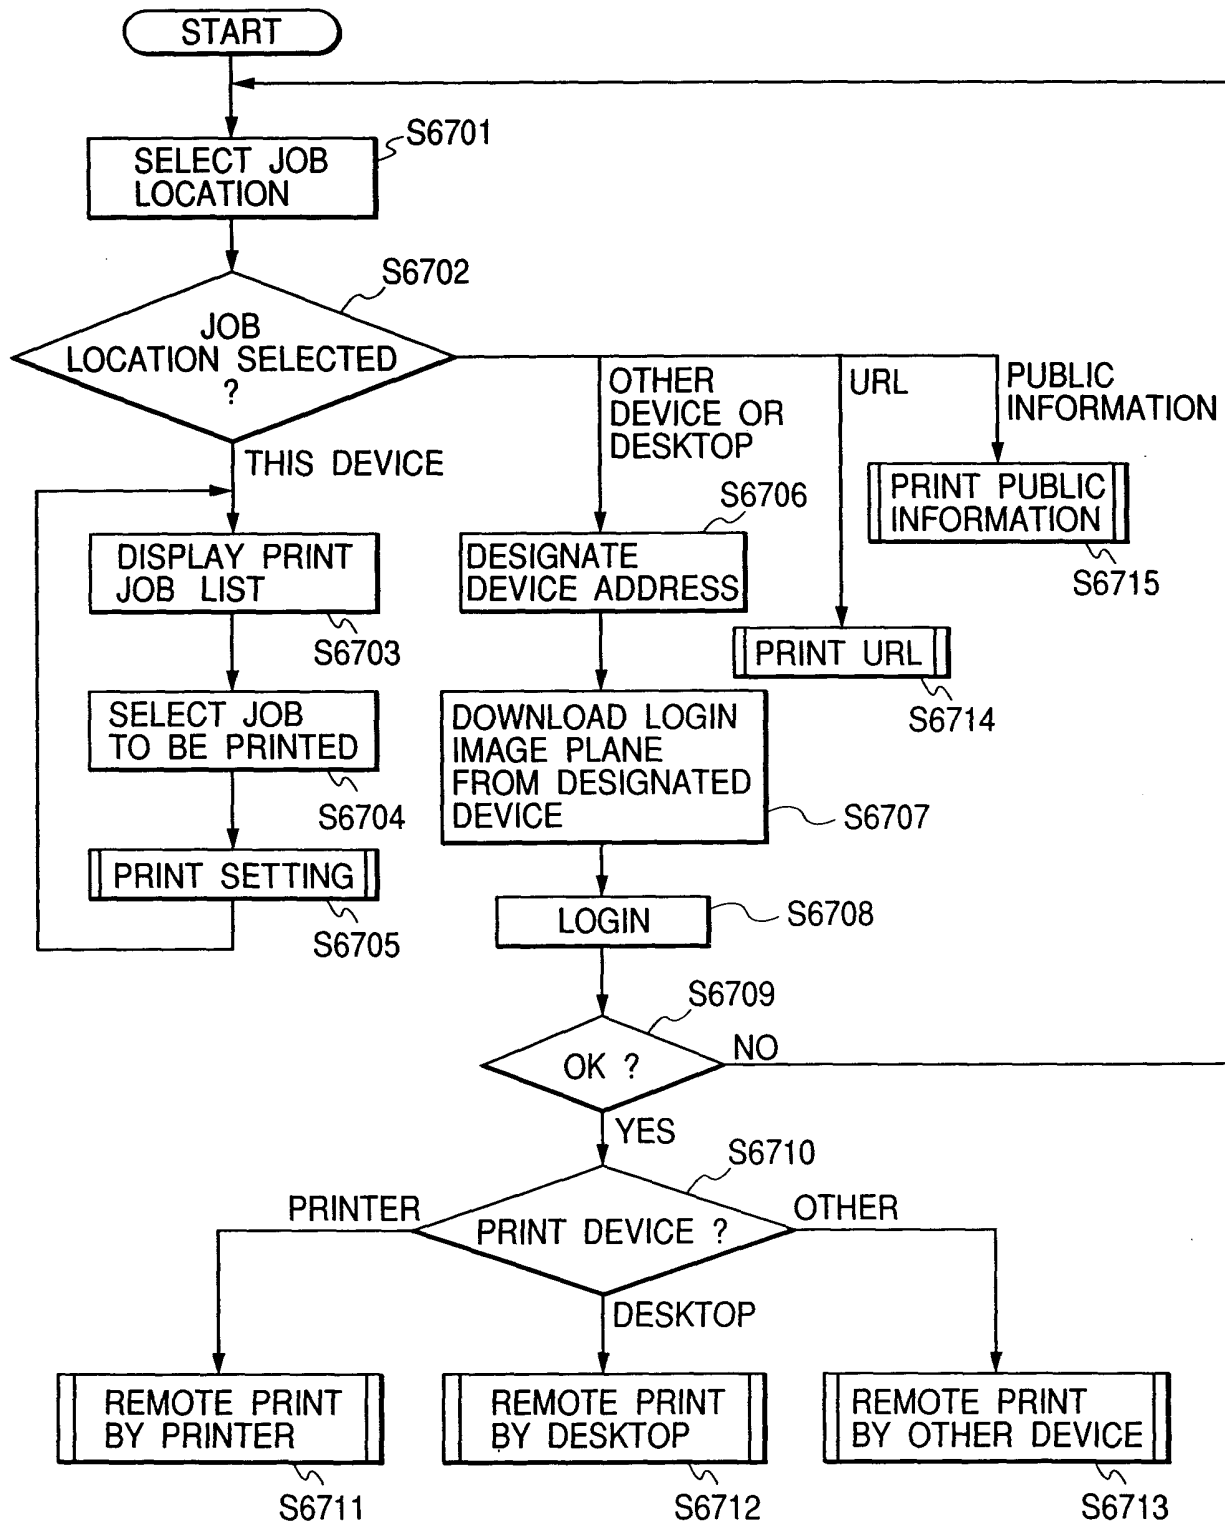 START
S6701
SELECT JOB
LOCATION
S6702
JOB
LOCATION SELECTED
?
THIS DEVICE
OTHER
DEVICE OR
DESKTOP
URL
PUBLIC
INFORMATION
PRINT PUBLIC
INFORMATION
S6715
S6706
DISPLAY PRINT
JOB LIST
S6703
DESIGNATE
DEVICE ADDRESS
PRINT URL
S6714
SELECT JOB
TO BE PRINTED
S6704
DOWNLOAD LOGIN
IMAGE PLANE
FROM DESIGNATED
DEVICE
S6707
PRINT SETTING
S6705
LOGIN
S6708
S6709
OK ?
NO
YES
S6710
PRINT DEVICE ?
PRINTER
OTHER
DESKTOP
REMOTE PRINT
BY PRINTER
S6711
REMOTE PRINT
BY DESKTOP
S6712
REMOTE PRINT
BY OTHER DEVICE
S6713